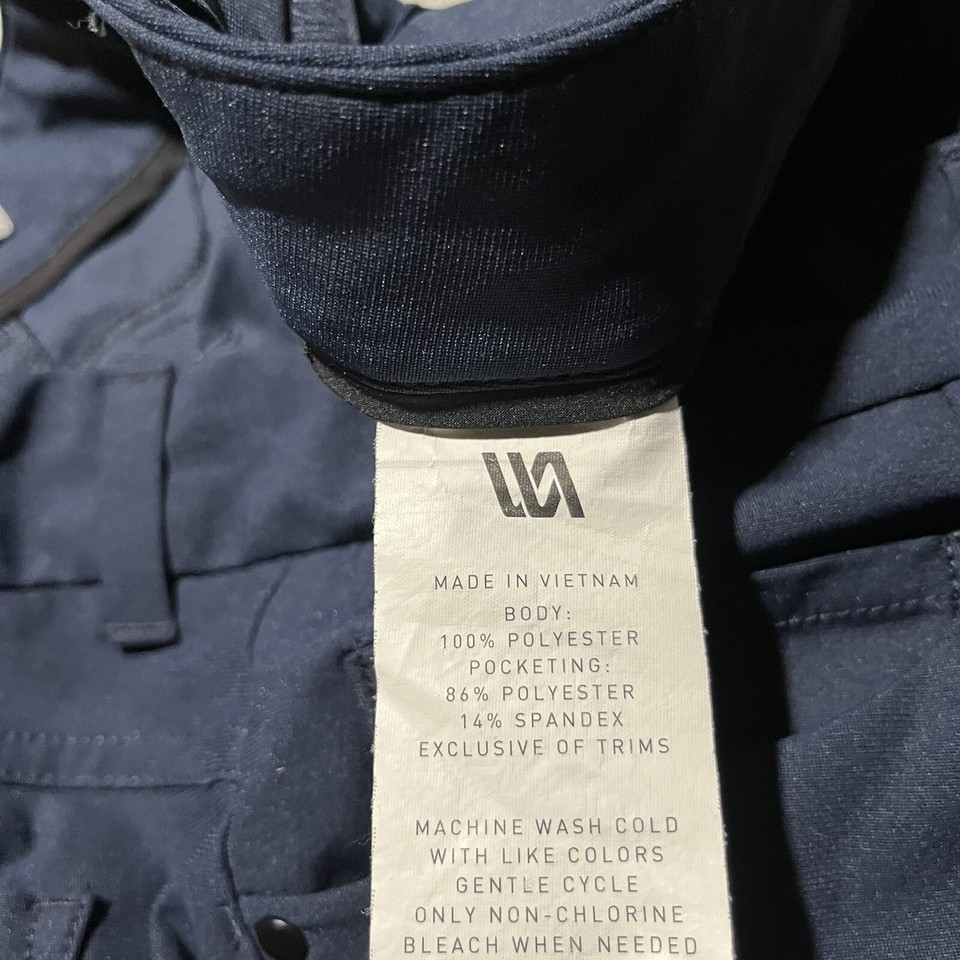 MADE IN VIETNAM
BODY:
100% POLYESTER
POCKETING:
86% POLYESTER
14% SPANDEX
EXCLUSIVE OF TRIMS
MACHINE WASH COLD
WITH LIKE COLORS
GENTLE CYCLE
ONLY NON-CHLORINE
BLEACH WHEN NEEDED